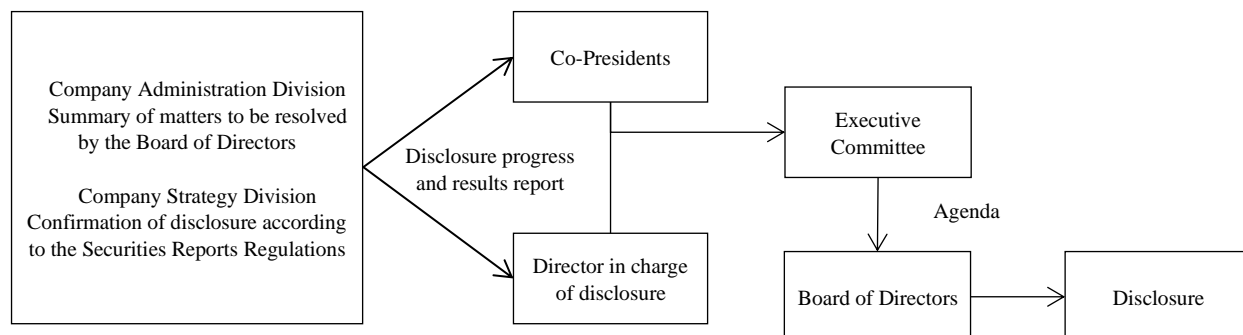 Company Administration Division
Summary of matters to be resolved
by the Board of Directors
Company Strategy Division
Confirmation of disclosure according
to the Securities Reports Regulations
Disclosure progress
and results report
Co-Presidents
Director in charge
of disclosure
Executive
Committee
Agenda
Board of Directors
Disclosure